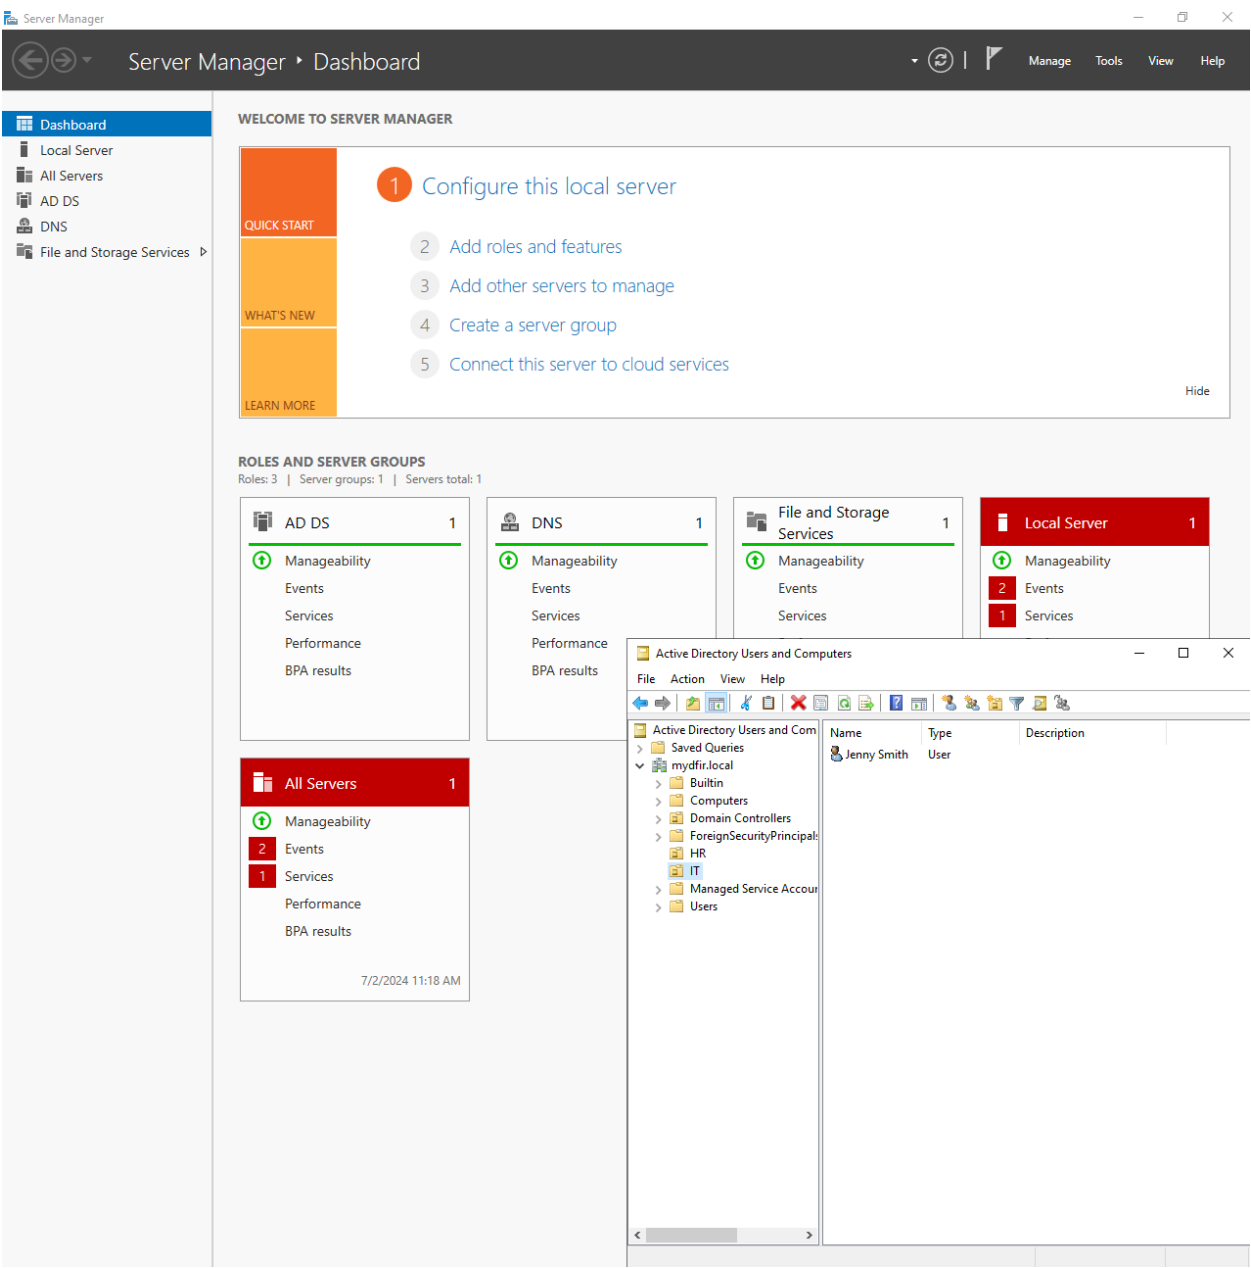 Server Manager
Server Manager ‣ Dashboard
Manage Tools View Help
Dashboard
Local Server
All Servers
AD DS
DNS
File and Storage Services
WELCOME TO SERVER MANAGER
QUICK START
WHAT'S NEW
LEARN MORE
1 Configure this local server
2 Add roles and features
3 Add other servers to manage
4 Create a server group
5 Connect this server to cloud services
Hide
ROLES AND SERVER GROUPS
Roles: 3 | Server groups: 1 | Servers total: 1
AD DS 1
Manageability
Events
Services
Performance
BPA results
DNS 1
Manageability
Events
Services
Performance
BPA results
File and Storage
Services 1
Manageability
Events
Services
Local Server 1
Manageability
2 Events
1 Services
All Servers 1
Manageability
2 Events
1 Services
Performance
BPA results
7/2/2024 11:18 AM
Active Directory Users and Computers
File Action View Help
Active Directory Users and Com
Saved Queries
mydfir.local
Builtin
Computers
Domain Controllers
ForeignSecurityPrincipals
HR
IT
Managed Service Accour
Users
Name Type Description
Jenny Smith User